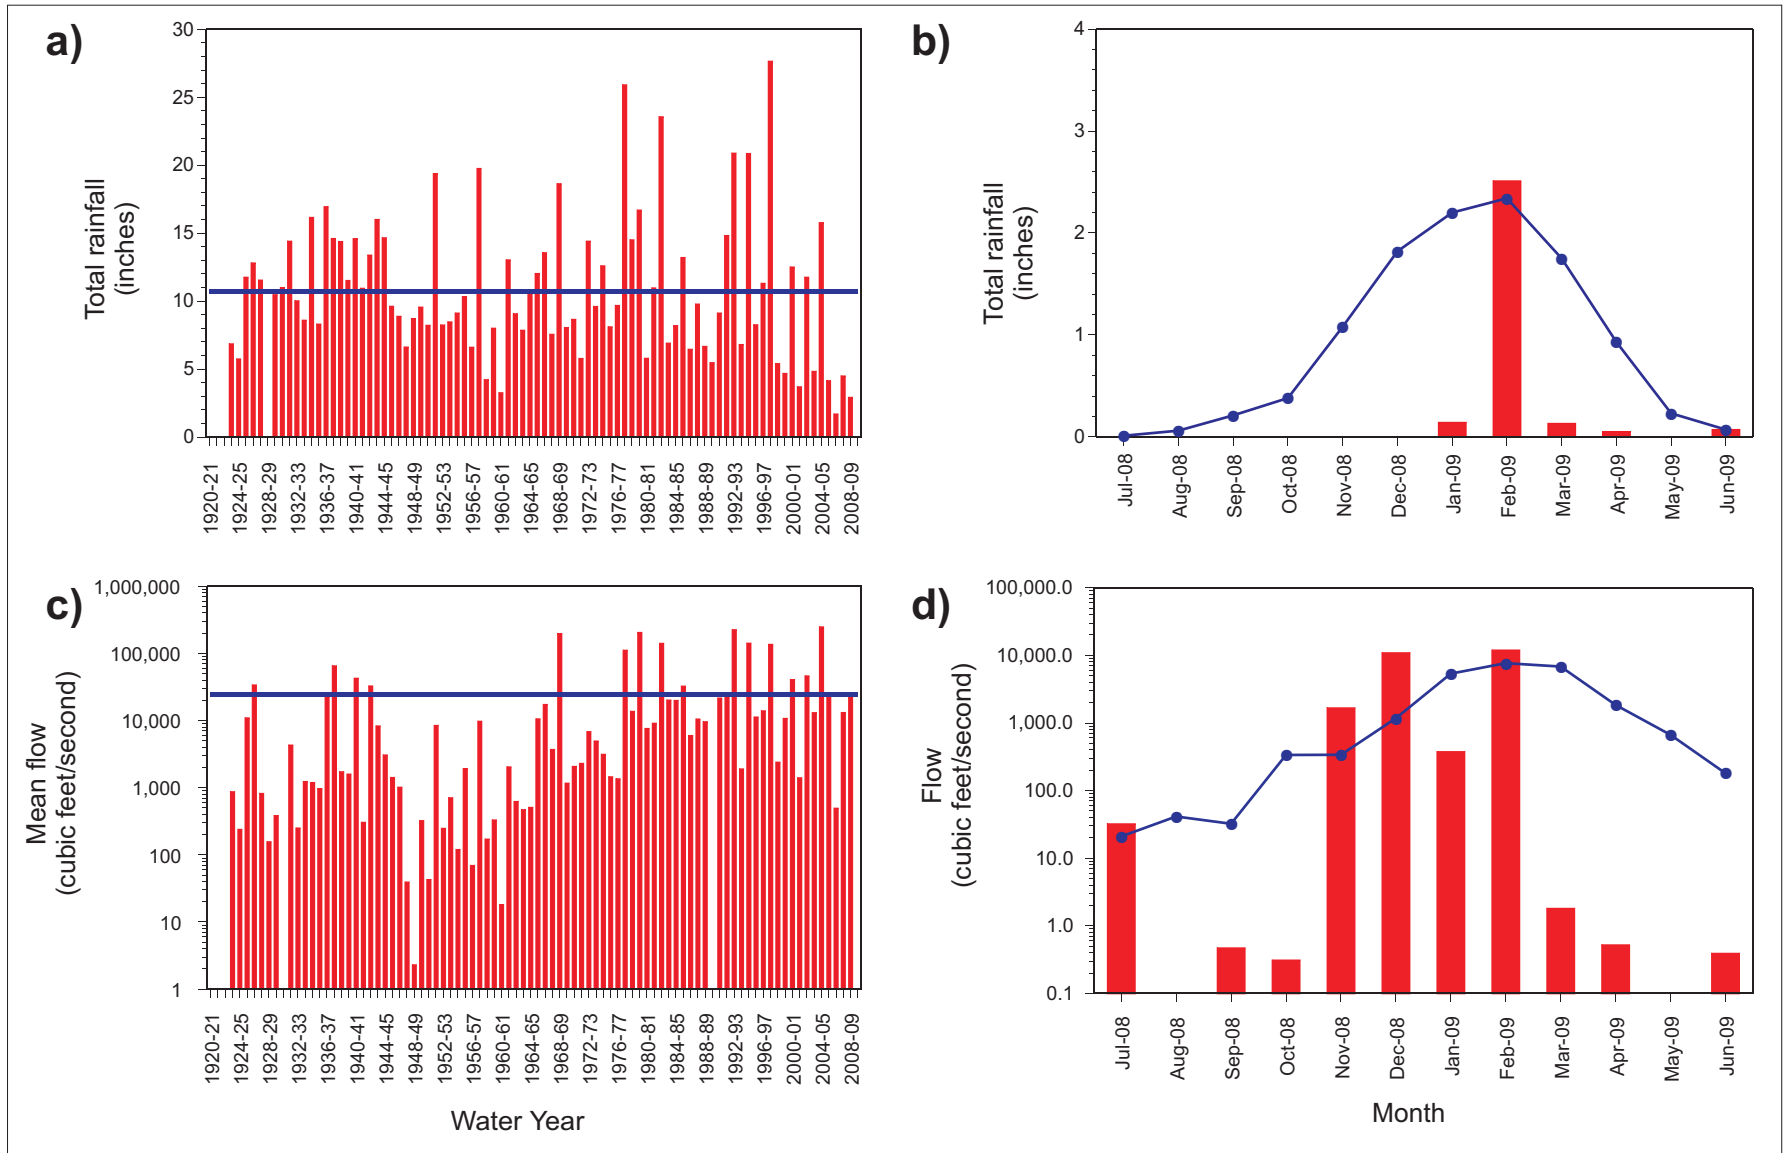 a)
Total rainfall
(inches)
30
25
20
15
10
5
0
1920-21
1924-25
1928-29
1932-33
1936-37
1940-41
1944-45
1948-49
1952-53
1956-57
1960-61
1964-65
1968-69
1972-73
1976-77
1980-81
1984-85
1988-89
1992-93
1996-97
2000-01
2004-05
2008-09
b)
Total rainfall
(inches)
4
3
2
1
0
Jul-08
Aug-08
Sep-08
Oct-08
Nov-08
Dec-08
Jan-09
Feb-09
Mar-09
Apr-09
May-09
Jun-09
c)
Mean flow
(cubic feet/second)
1,000,000
100,000
10,000
1,000
100
10
1
1920-21
1924-25
1928-29
1932-33
1936-37
1940-41
1944-45
1948-49
1952-53
1956-57
1960-61
1964-65
1968-69
1972-73
1976-77
1980-81
1984-85
1988-89
1992-93
1996-97
2000-01
2004-05
2008-09
Water Year
d)
Flow
(cubic feet/second)
100,000.0
10,000.0
1,000.0
100.0
10.0
1.0
0.1
Jul-08
Aug-08
Sep-08
Oct-08
Nov-08
Dec-08
Jan-09
Feb-09
Mar-09
Apr-09
May-09
Jun-09
Month